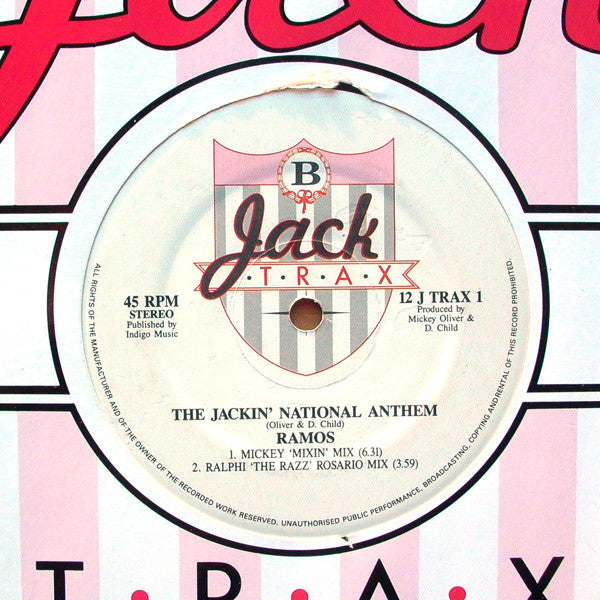 Jack
B
Jack
T·R·A·X
45 RPM
STEREO
Published by
Indigo Music
12 J TRAX 1
Produced by
Mickey Oliver &
D. Child
THE JACKIN' NATIONAL ANTHEM
(Oliver & D. Child)
RAMOS
1. MICKEY 'MIXIN' MIX (6.31)
2. RALPHI 'THE RAZZ' ROSARIO MIX (3.59)
ALL RIGHTS OF THE MANUFACTURER AND OF THE OWNER OF THE RECORDED WORK RESERVED. UNAUTHORISED PUBLIC PERFORMANCE, BROADCASTING, COPYING AND RENTAL OF THIS RECORD PROHIBITED.
T·R·A·X